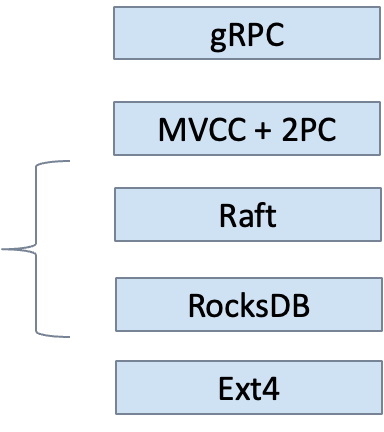 gRPC
MVCC + 2PC
Raft
RocksDB
Ext4